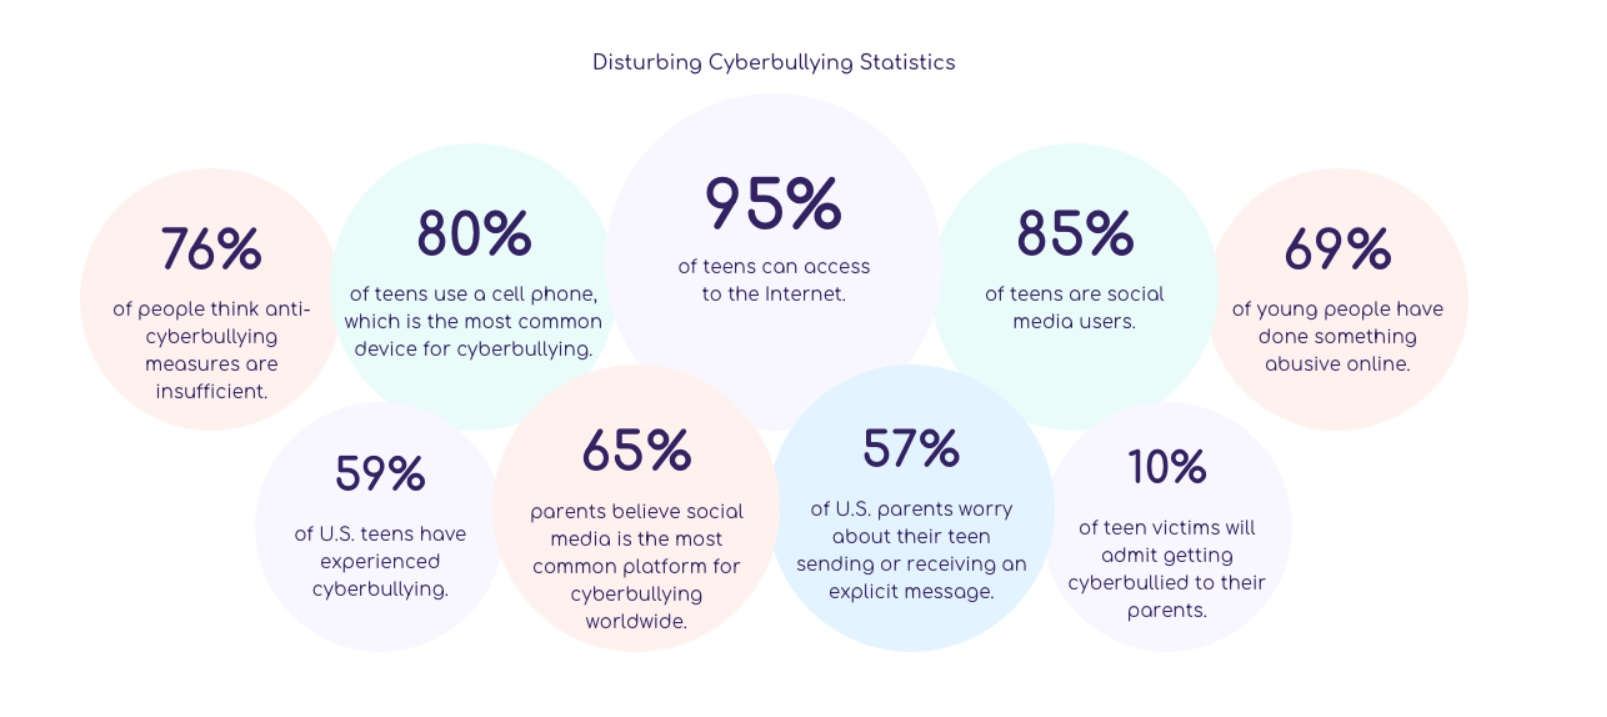 Disturbing Cyberbullying Statistics
76%
of people think anti-
cyberbullying
measures are
insufficient.
80%
of teens use a cell phone,
which is the most common
device for cyberbullying.
95%
of teens can access
to the Internet.
85%
of teens are social
media users.
69%
of young people have
done something
abusive online.
59%
of U.S. teens have
experienced
cyberbullying.
65%
parents believe social
media is the most
common platform for
cyberbullying
worldwide.
57%
of U.S. parents worry
about their teen
sending or receiving an
explicit message.
10%
of teen victims will
admit getting
cyberbullied to their
parents.